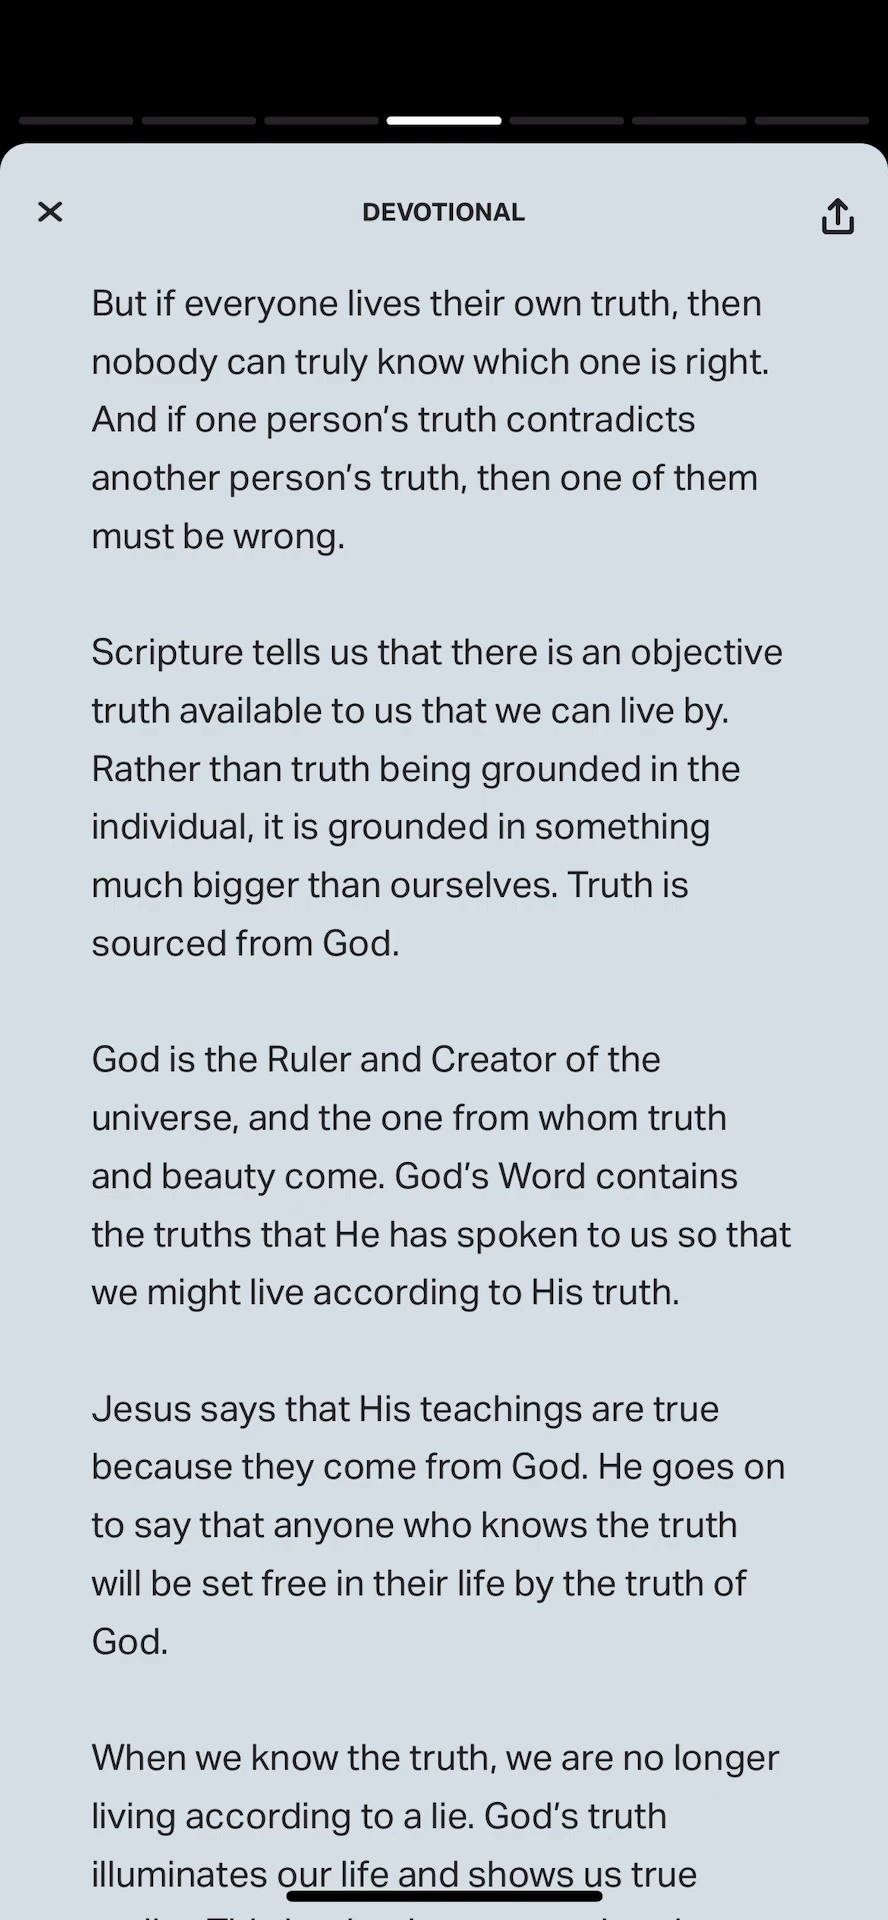 DEVOTIONAL
But if everyone lives their own truth, then
nobody can truly know which one is right.
And if one person's truth contradicts
another person's truth, then one of them
must be wrong.
Scripture tells us that there is an objective
truth available to us that we can live by.
Rather than truth being grounded in the
individual, it is grounded in something
much bigger than ourselves. Truth is
sourced from God.
God is the Ruler and Creator of the
universe, and the one from whom truth
and beauty come. God's Word contains
the truths that He has spoken to us so that
we might live according to His truth.
Jesus says that His teachings are true
because they come from God. He goes on
to say that anyone who knows the truth
will be set free in their life by the truth of
God.
When we know the truth, we are no longer
living according to a lie. God's truth
illuminates our life and shows us true